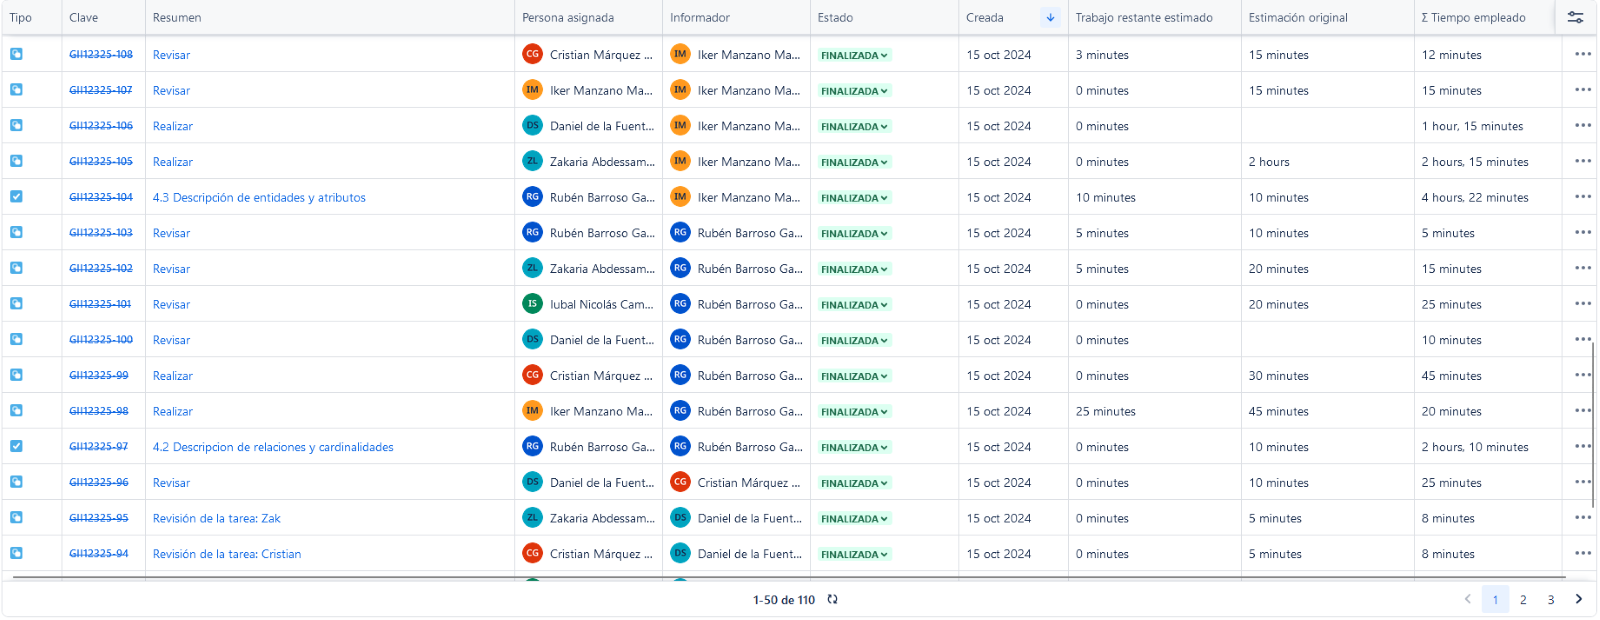 Tipo Clave Resumen Persona asignada Informador Estado Creada Trabajo restante estimado Estimación original Σ Tiempo empleado
GII12325-108 Revisar CG Cristian Márquez ... IM Iker Manzano Ma... FINALIZADA 15 oct 2024 3 minutes 15 minutes 12 minutes
GII12325-107 Revisar IM Iker Manzano Ma... IM Iker Manzano Ma... FINALIZADA 15 oct 2024 0 minutes 15 minutes 15 minutes
GII12325-106 Realizar DS Daniel de la Fuent... IM Iker Manzano Ma... FINALIZADA 15 oct 2024 0 minutes 1 hour, 15 minutes
GII12325-105 Realizar ZL Zakaria Abdessam... IM Iker Manzano Ma... FINALIZADA 15 oct 2024 0 minutes 2 hours 2 hours, 15 minutes
GII12325-104 4.3 Descripción de entidades y atributos RG Rubén Barroso Ga... IM Iker Manzano Ma... FINALIZADA 15 oct 2024 10 minutes 10 minutes 4 hours, 22 minutes
GII12325-103 Revisar RG Rubén Barroso Ga... RG Rubén Barroso Ga... FINALIZADA 15 oct 2024 5 minutes 10 minutes 5 minutes
GII12325-102 Revisar ZL Zakaria Abdessam... RG Rubén Barroso Ga... FINALIZADA 15 oct 2024 5 minutes 20 minutes 15 minutes
GII12325-101 Revisar IS Iubal Nicolás Cam... RG Rubén Barroso Ga... FINALIZADA 15 oct 2024 0 minutes 20 minutes 25 minutes
GII12325-100 Revisar DS Daniel de la Fuent... RG Rubén Barroso Ga... FINALIZADA 15 oct 2024 0 minutes 10 minutes
GII12325-99 Realizar CG Cristian Márquez ... RG Rubén Barroso Ga... FINALIZADA 15 oct 2024 0 minutes 30 minutes 45 minutes
GII12325-98 Realizar IM Iker Manzano Ma... RG Rubén Barroso Ga... FINALIZADA 15 oct 2024 25 minutes 45 minutes 20 minutes
GII12325-97 4.2 Descripcion de relaciones y cardinalidades RG Rubén Barroso Ga... RG Rubén Barroso Ga... FINALIZADA 15 oct 2024 0 minutes 10 minutes 2 hours, 10 minutes
GII12325-96 Revisar DS Daniel de la Fuent... CG Cristian Márquez ... FINALIZADA 15 oct 2024 0 minutes 10 minutes 25 minutes
GII12325-95 Revisión de la tarea: Zak ZL Zakaria Abdessam... DS Daniel de la Fuent... FINALIZADA 15 oct 2024 0 minutes 5 minutes 8 minutes
GII12325-94 Revisión de la tarea: Cristian CG Cristian Márquez ... DS Daniel de la Fuent... FINALIZADA 15 oct 2024 0 minutes 5 minutes 8 minutes
1-50 de 110 1 2 3